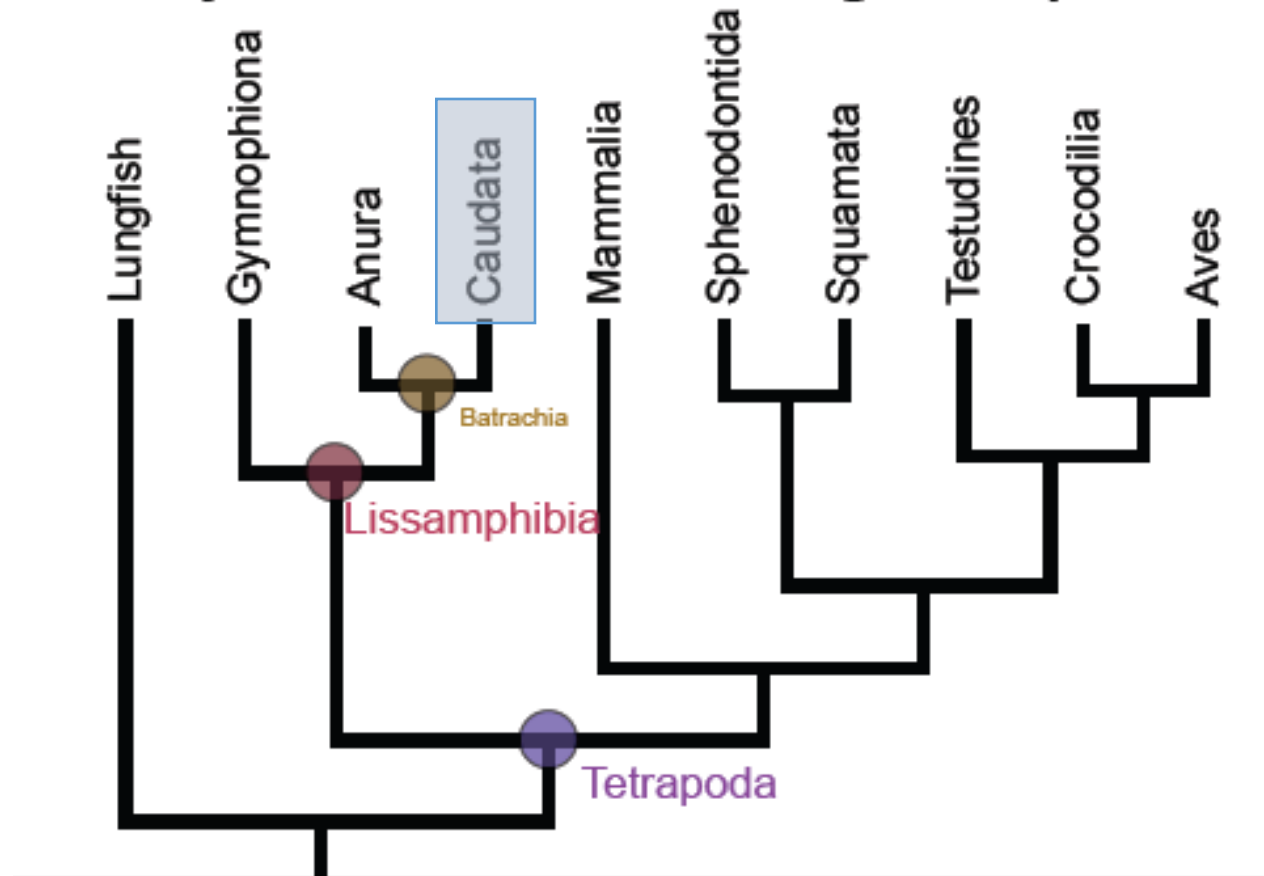 Lungfish
Gymnophiona
Anura
Caudata
Mammalia
Sphenodontida
Squamata
Testudines
Crocodilia
Aves
Batrachia
Lissamphibia
Tetrapoda